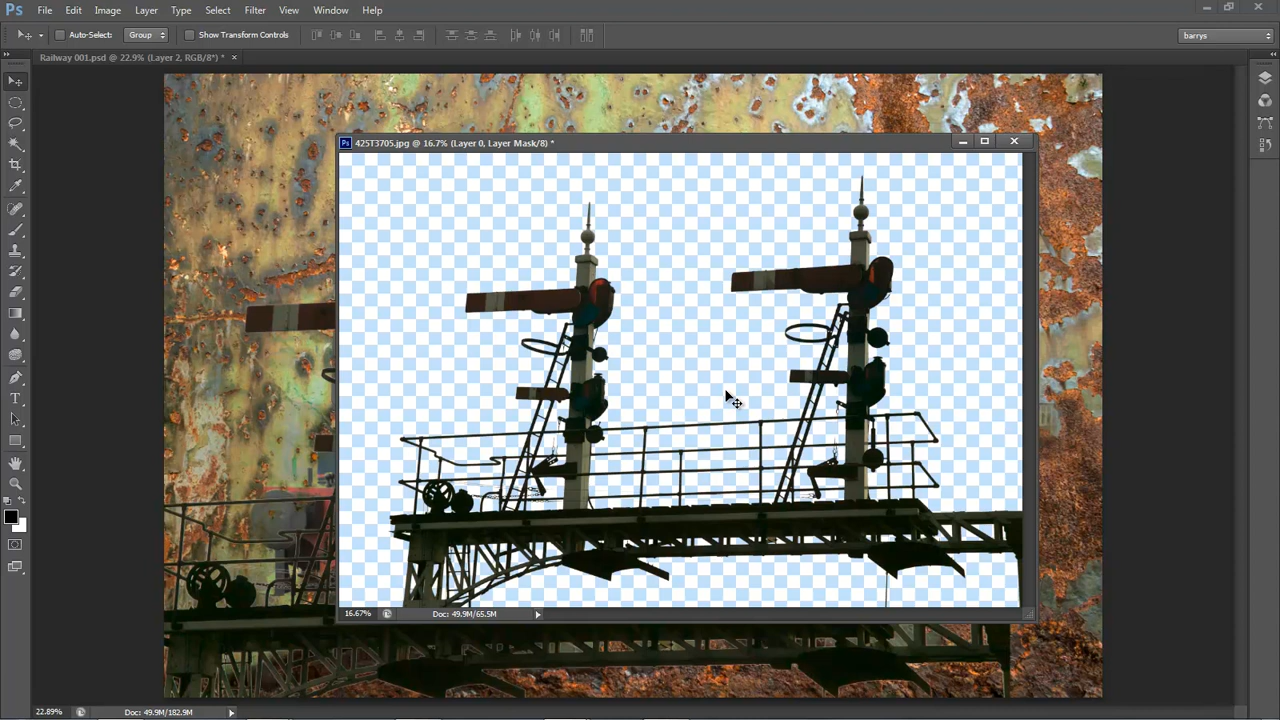 Ps File Edit Image Layer Type Select Filter View Window Help
Auto-Select: Group Show Transform Controls barrys
Railway 001.psd @ 22.9% (Layer 2, RGB/8*) * ×
Ps 425T3705.jpg @ 16.7% (Layer 0, Layer Mask/8) *
T
16.67% Doc: 49.9M/65.5M
22.89% Doc: 49.9M/182.9M